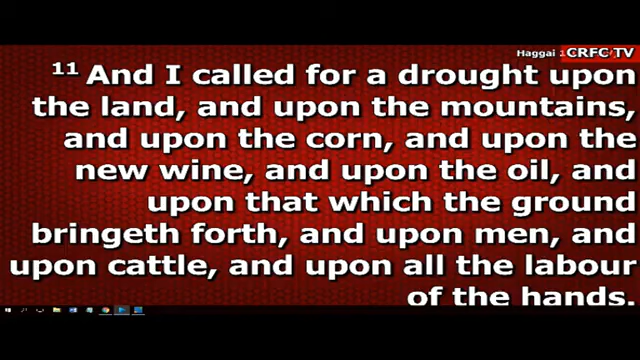 Haggai
CRFC TV
11 And I called for a drought upon
the land, and upon the mountains,
and upon the corn, and upon the
new wine, and upon the oil, and
upon that which the ground
bringeth forth, and upon men, and
upon cattle, and upon all the labour
of the hands.